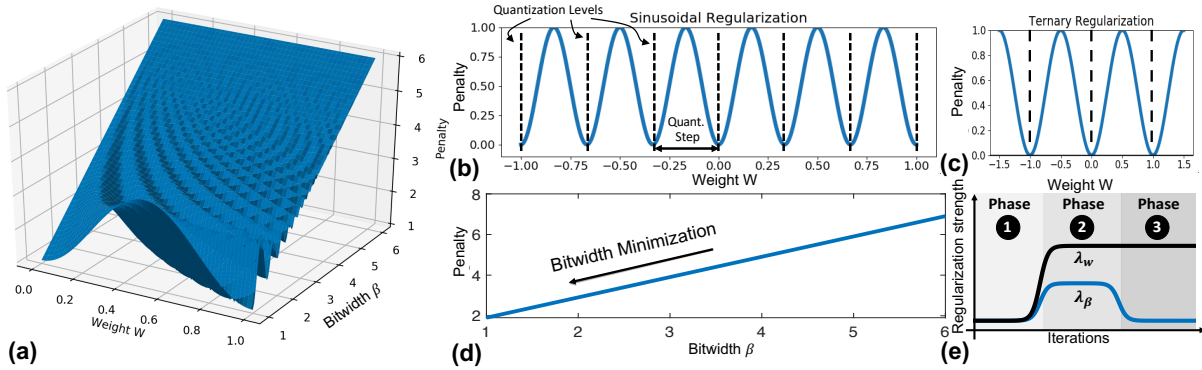 6
5
4
3
2
1
Penalty
0.0
0.2
0.4
0.6
0.8
1.0
Weight W
1
2
3
4
5
6
Bitwidth β
(a)
Quantization Levels
Sinusoidal Regularization
1.00
0.75
0.50
0.25
0.00
Penalty
Quant.
Step
−1.00 −0.75 −0.50 −0.25 0.00 0.25 0.50 0.75 1.00
Weight W
(b)
Ternary Regularization
1.0
0.8
0.6
0.4
0.2
0.0
Penalty
−1.5 −1.0 −0.5 0.0 0.5 1.0 1.5
Weight W
(c)
8
6
4
2
Penalty
Bitwidth Minimization
1 2 3 4 5 6
Bitwidth β
(d)
Regularization strength
Phase Phase Phase
1 2 3
λw
λβ
Iterations
(e)